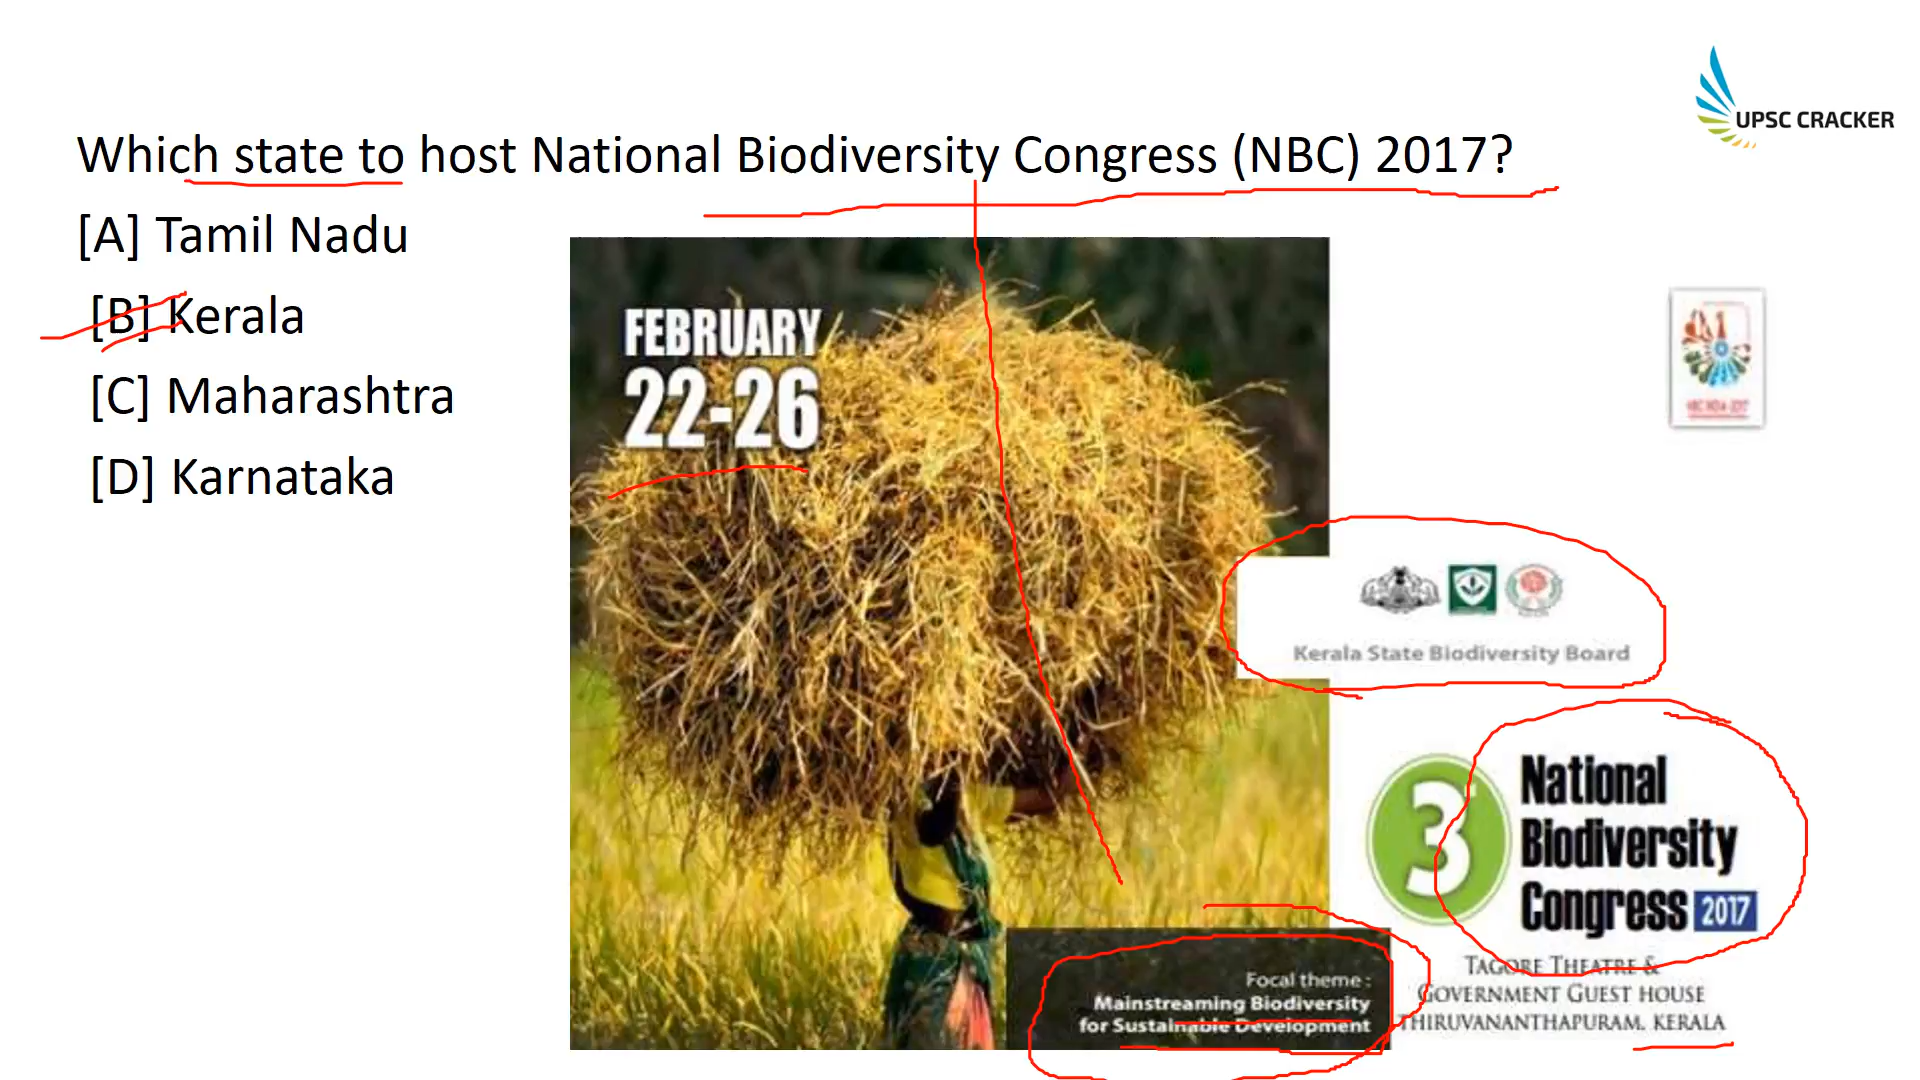 UPSC CRACKER
Which state to host National Biodiversity Congress (NBC) 2017?
[A] Tamil Nadu
[B] Kerala
[C] Maharashtra
[D] Karnataka
FEBRUARY
22-26
Kerala State Biodiversity Board
3
National
Biodiversity
Congress 2017
TAGORE THEATRE &
GOVERNMENT GUEST HOUSE
THIRUVANANTHAPURAM, KERALA
Focal theme :
Mainstreaming Biodiversity
for Sustainable Development